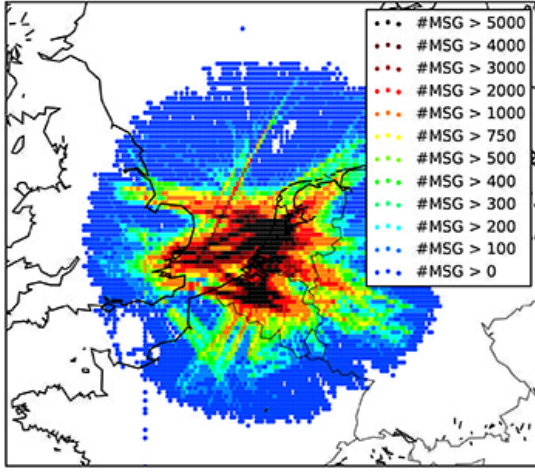 #MSG > 5000
#MSG > 4000
#MSG > 3000
#MSG > 2000
#MSG > 1000
#MSG > 750
#MSG > 500
#MSG > 400
#MSG > 300
#MSG > 200
#MSG > 100
#MSG > 0